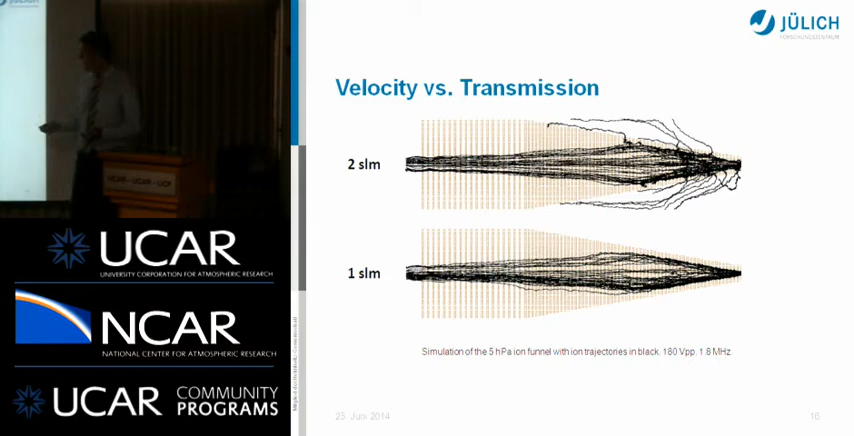 JÜLICH
FORSCHUNGSZENTRUM
Velocity vs. Transmission
2 slm
1 slm
Simulation of the 5 hPa ion funnel with ion trajectories in black, 180 Vpp, 1.8 MHz.
25. Juni 2014
16
UCAR
UNIVERSITY CORPORATION FOR ATMOSPHERIC RESEARCH
NCAR
NATIONAL CENTER FOR ATMOSPHERIC RESEARCH
UCAR COMMUNITY PROGRAMS